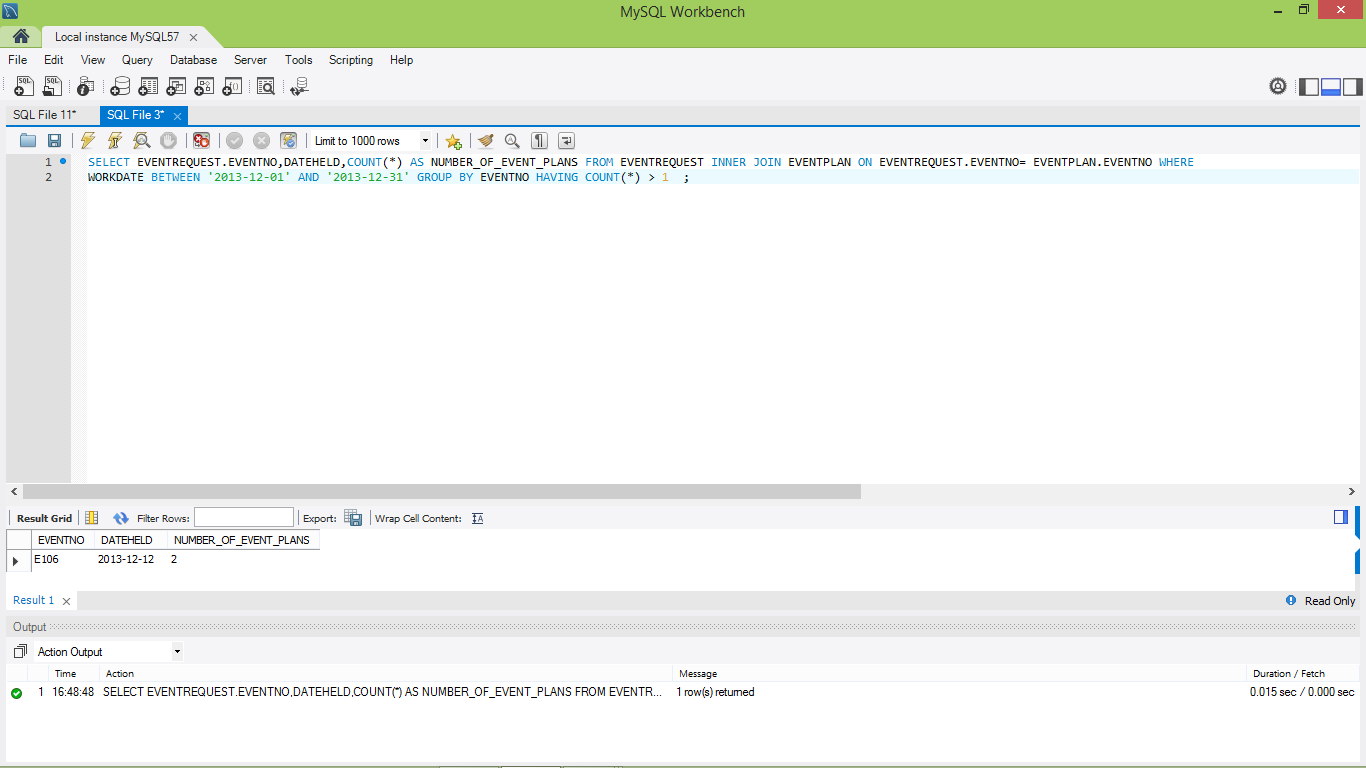 MySQL Workbench
Local instance MySQL57
File Edit View Query Database Server Tools Scripting Help
SQL File 11* SQL File 3*
Limit to 1000 rows
1 SELECT EVENTREQUEST.EVENTNO,DATEHELD,COUNT(*) AS NUMBER_OF_EVENT_PLANS FROM EVENTREQUEST INNER JOIN EVENTPLAN ON EVENTREQUEST.EVENTNO= EVENTPLAN.EVENTNO WHERE
2 WORKDATE BETWEEN '2013-12-01' AND '2013-12-31' GROUP BY EVENTNO HAVING COUNT(*) > 1 ;
Result Grid Filter Rows: Export: Wrap Cell Content:
EVENTNO DATEHELD NUMBER_OF_EVENT_PLANS
E106 2013-12-12 2
Result 1 Read Only
Output
Action Output
Time Action Message Duration / Fetch
1 16:48:48 SELECT EVENTREQUEST.EVENTNO,DATEHELD,COUNT(*) AS NUMBER_OF_EVENT_PLANS FROM EVENTR... 1 row(s) returned 0.015 sec / 0.000 sec